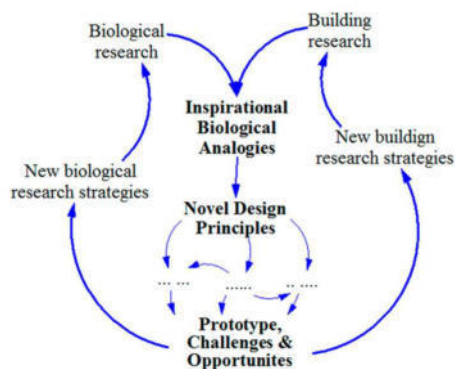 Biological
research
Building
research
Inspirational
Biological
Analogies
New biological
research strategies
New buildign
research strategies
Novel Design
Principles
... ...
......
.. ....
Prototype,
Challenges &
Opportunites